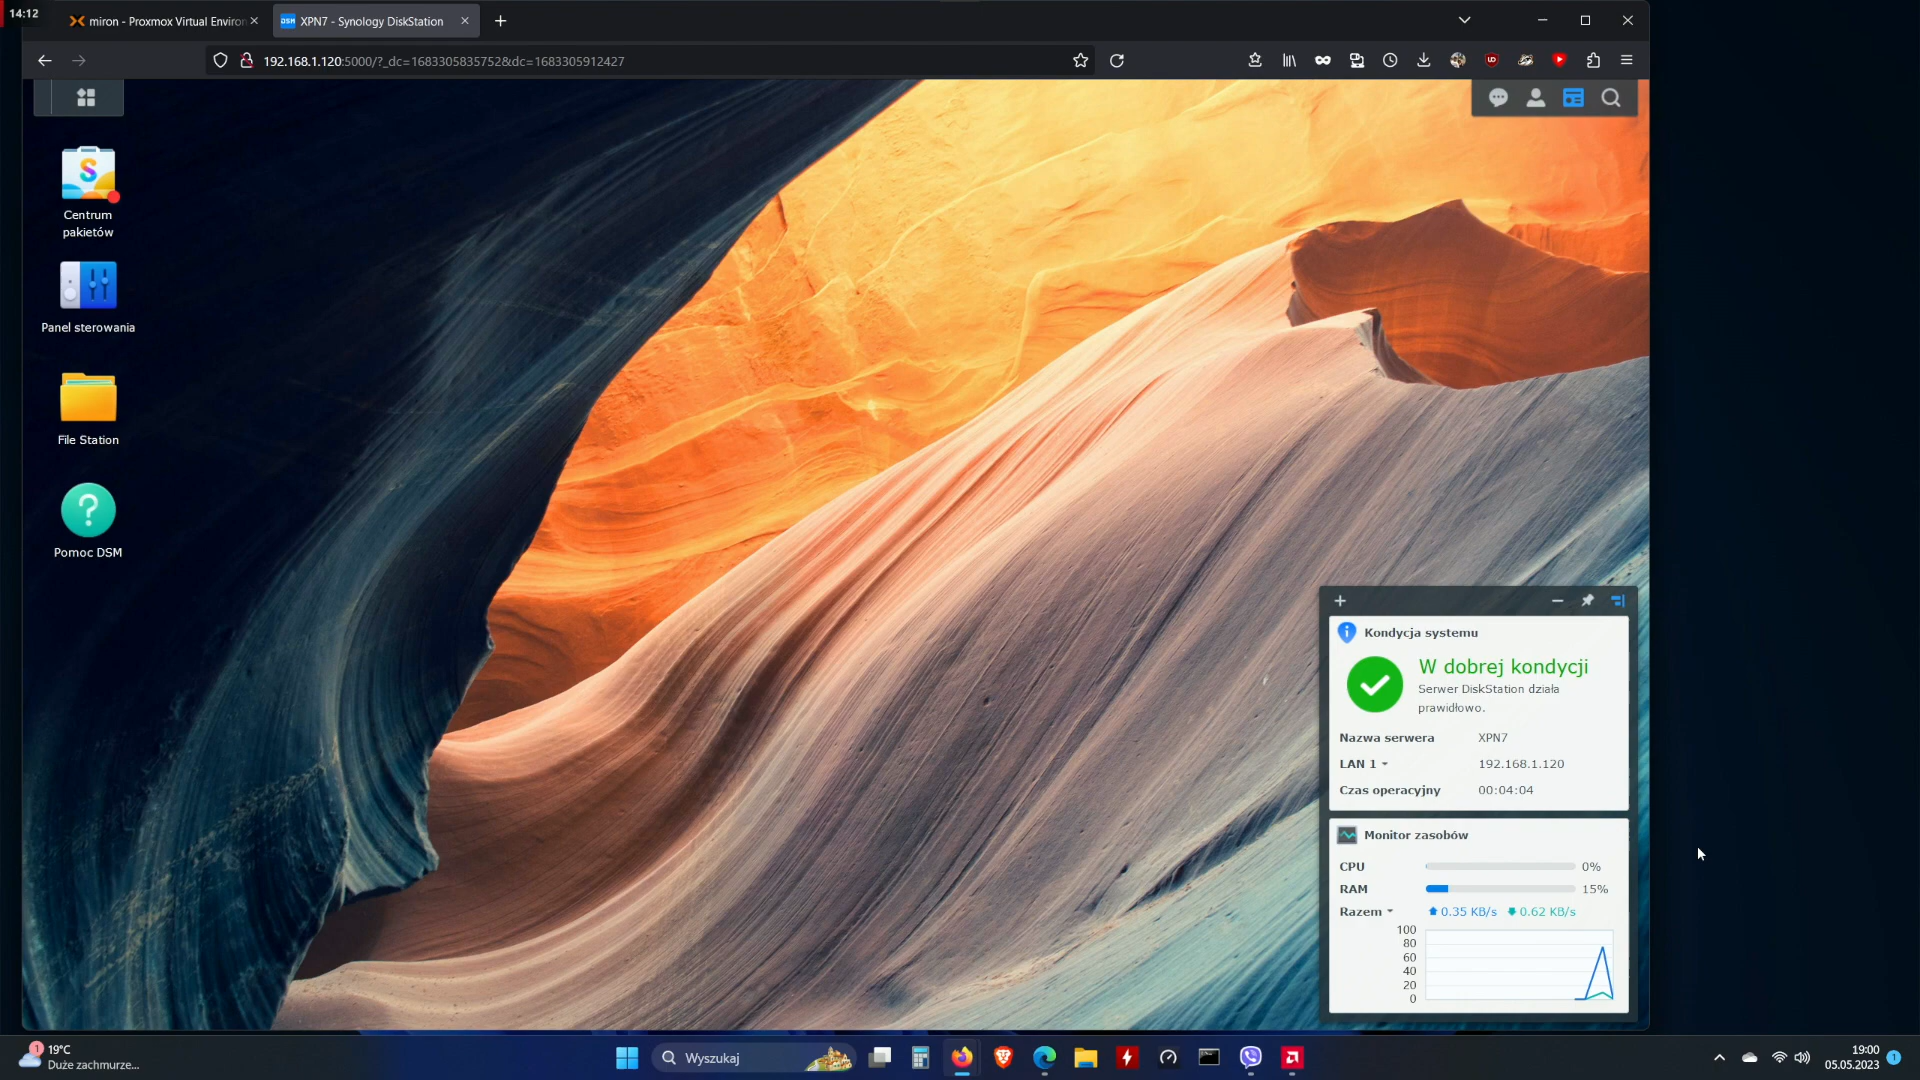 14:12
miron - Proxmox Virtual Environ
XPN7 - Synology DiskStation
192.168.1.120:5000/?_dc=1683305835752&dc=1683305912427
Centrum
pakietów
Panel sterowania
File Station
Pomoc DSM
Kondycja systemu
W dobrej kondycji
Serwer DiskStation działa
prawidłowo.
Nazwa serwera XPN7
LAN 1 192.168.1.120
Czas operacyjny 00:04:04
Monitor zasobów
CPU 0%
RAM 15%
Razem 0.35 KB/s 0.62 KB/s
100
80
60
40
20
0
1
19°C
Duże zachmurze...
Wyszukaj
19:00
05.05.2023
1